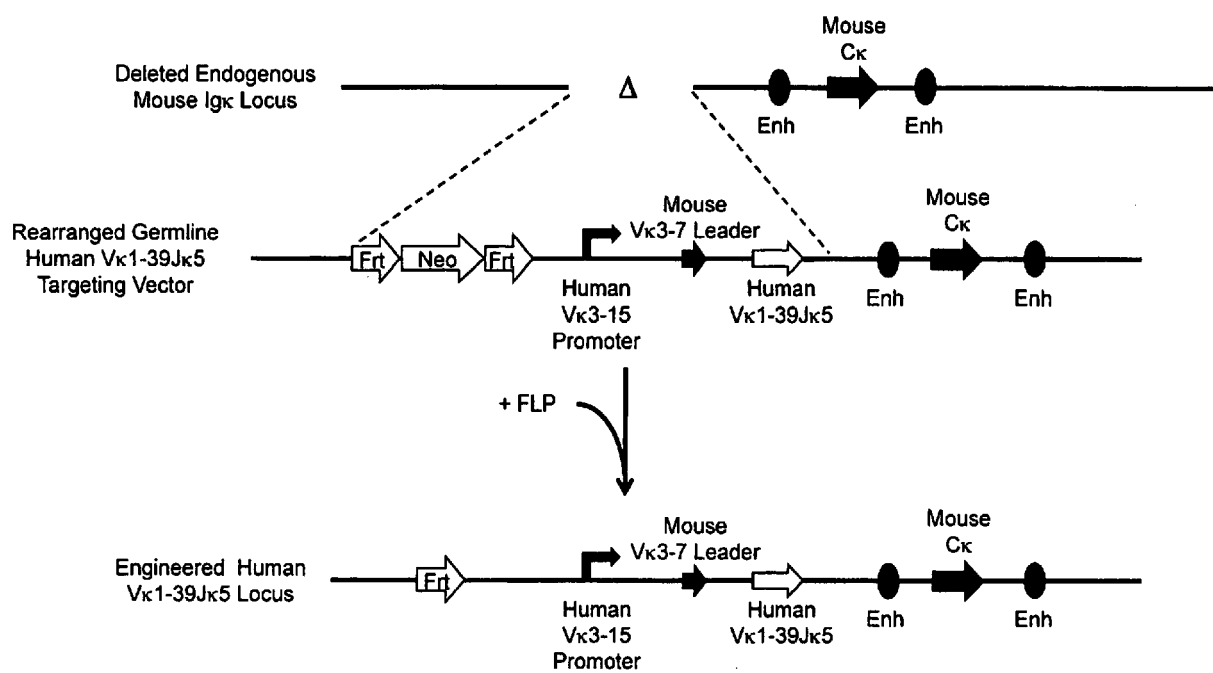 Mouse
Cκ
Deleted Endogenous
Mouse Igκ Locus
Δ
Enh
Enh
Rearranged Germline
Human Vκ1-39Jκ5
Targeting Vector
Frt
Neo
Frt
Mouse
Vκ3-7 Leader
Mouse
Cκ
Human
Vκ3-15
Promoter
Human
Vκ1-39Jκ5
Enh
Enh
+ FLP
Engineered Human
Vκ1-39Jκ5 Locus
Frt
Mouse
Vκ3-7 Leader
Mouse
Cκ
Human
Vκ3-15
Promoter
Human
Vκ1-39Jκ5
Enh
Enh